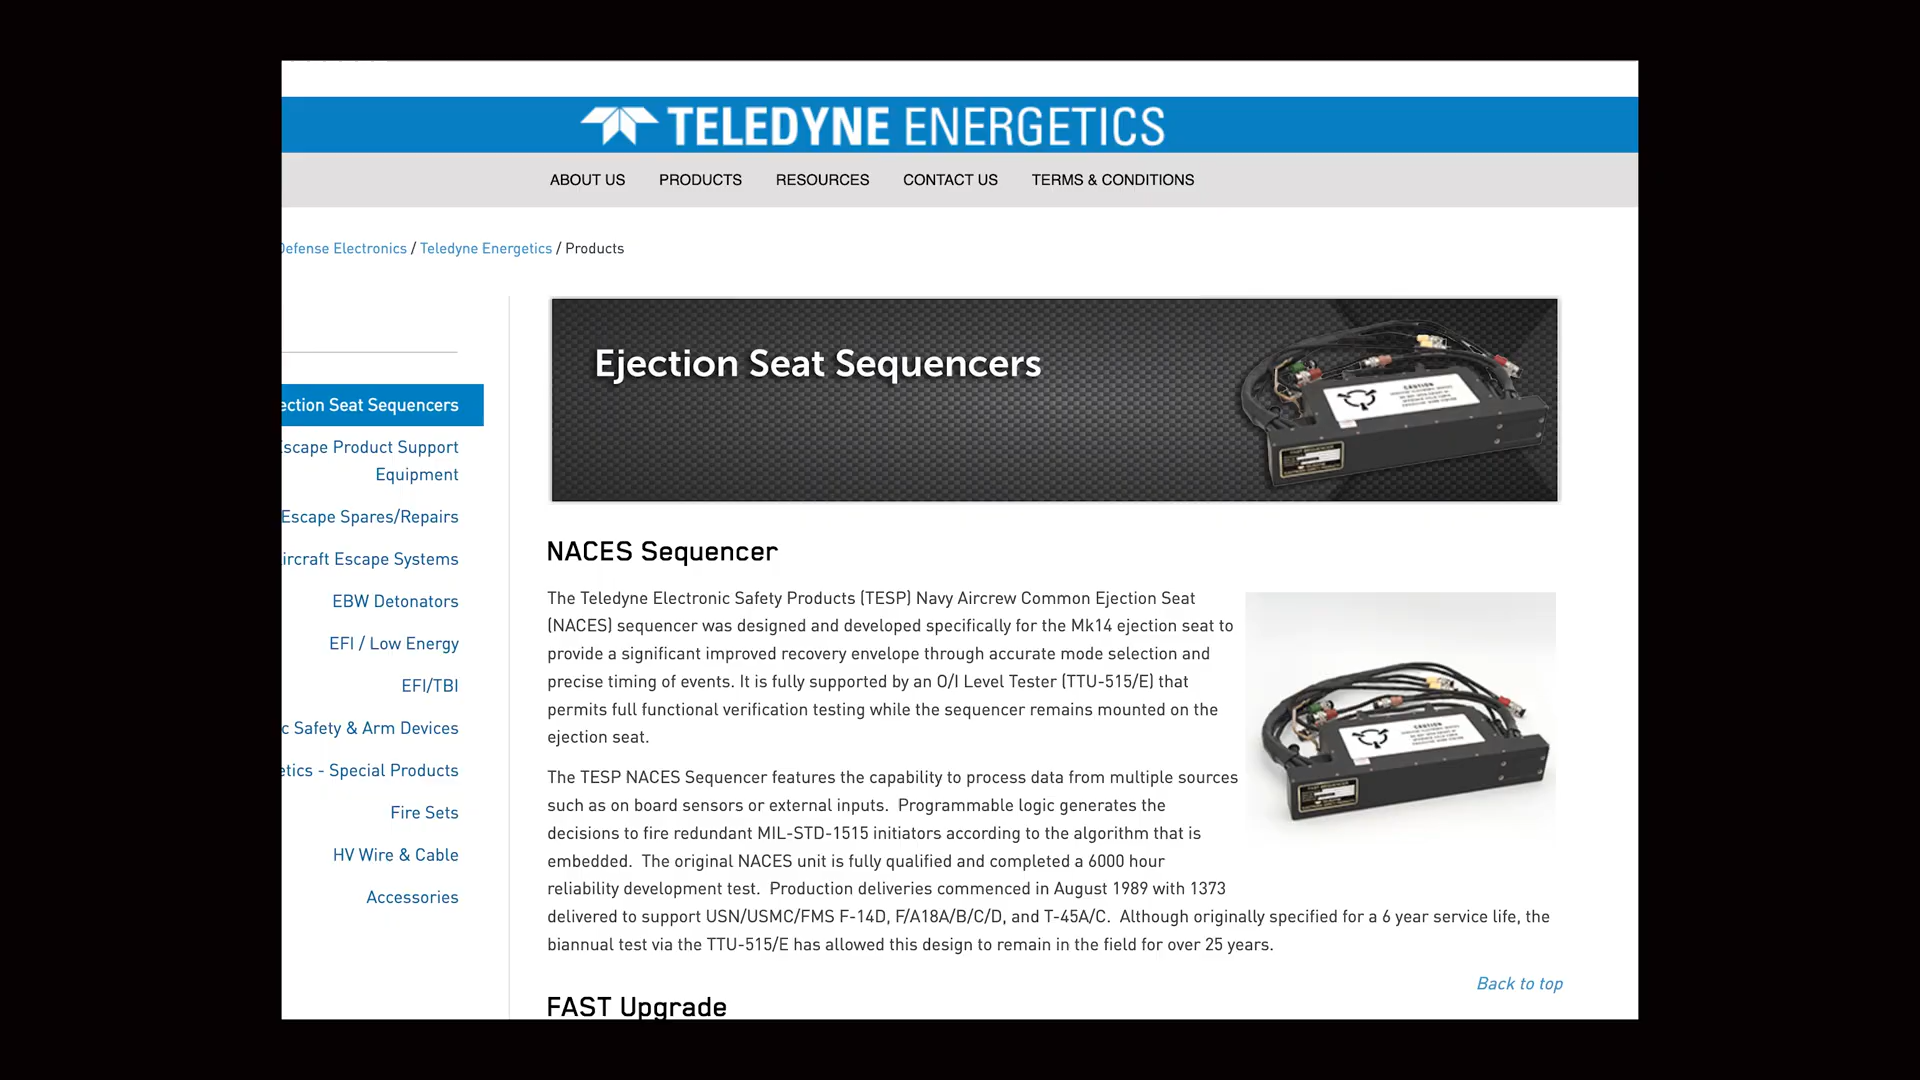 TELEDYNE ENERGETICS
ABOUT US PRODUCTS RESOURCES CONTACT US TERMS & CONDITIONS
Defense Electronics / Teledyne Energetics / Products
Ejection Seat Sequencers
CAUTION
ection Seat Sequencers
Escape Product Support
Equipment
Escape Spares/Repairs
ircraft Escape Systems
EBW Detonators
EFI / Low Energy
EFI/TBI
c Safety & Arm Devices
etics - Special Products
Fire Sets
HV Wire & Cable
Accessories
NACES Sequencer
The Teledyne Electronic Safety Products (TESP) Navy Aircrew Common Ejection Seat
(NACES) sequencer was designed and developed specifically for the Mk14 ejection seat to
provide a significant improved recovery envelope through accurate mode selection and
precise timing of events. It is fully supported by an O/I Level Tester (TTU-515/E) that
permits full functional verification testing while the sequencer remains mounted on the
ejection seat.
CAUTION
The TESP NACES Sequencer features the capability to process data from multiple sources
such as on board sensors or external inputs. Programmable logic generates the
decisions to fire redundant MIL-STD-1515 initiators according to the algorithm that is
embedded. The original NACES unit is fully qualified and completed a 6000 hour
reliability development test. Production deliveries commenced in August 1989 with 1373
delivered to support USN/USMC/FMS F-14D, F/A18A/B/C/D, and T-45A/C. Although originally specified for a 6 year service life, the
biannual test via the TTU-515/E has allowed this design to remain in the field for over 25 years.
Back to top
FAST Upgrade